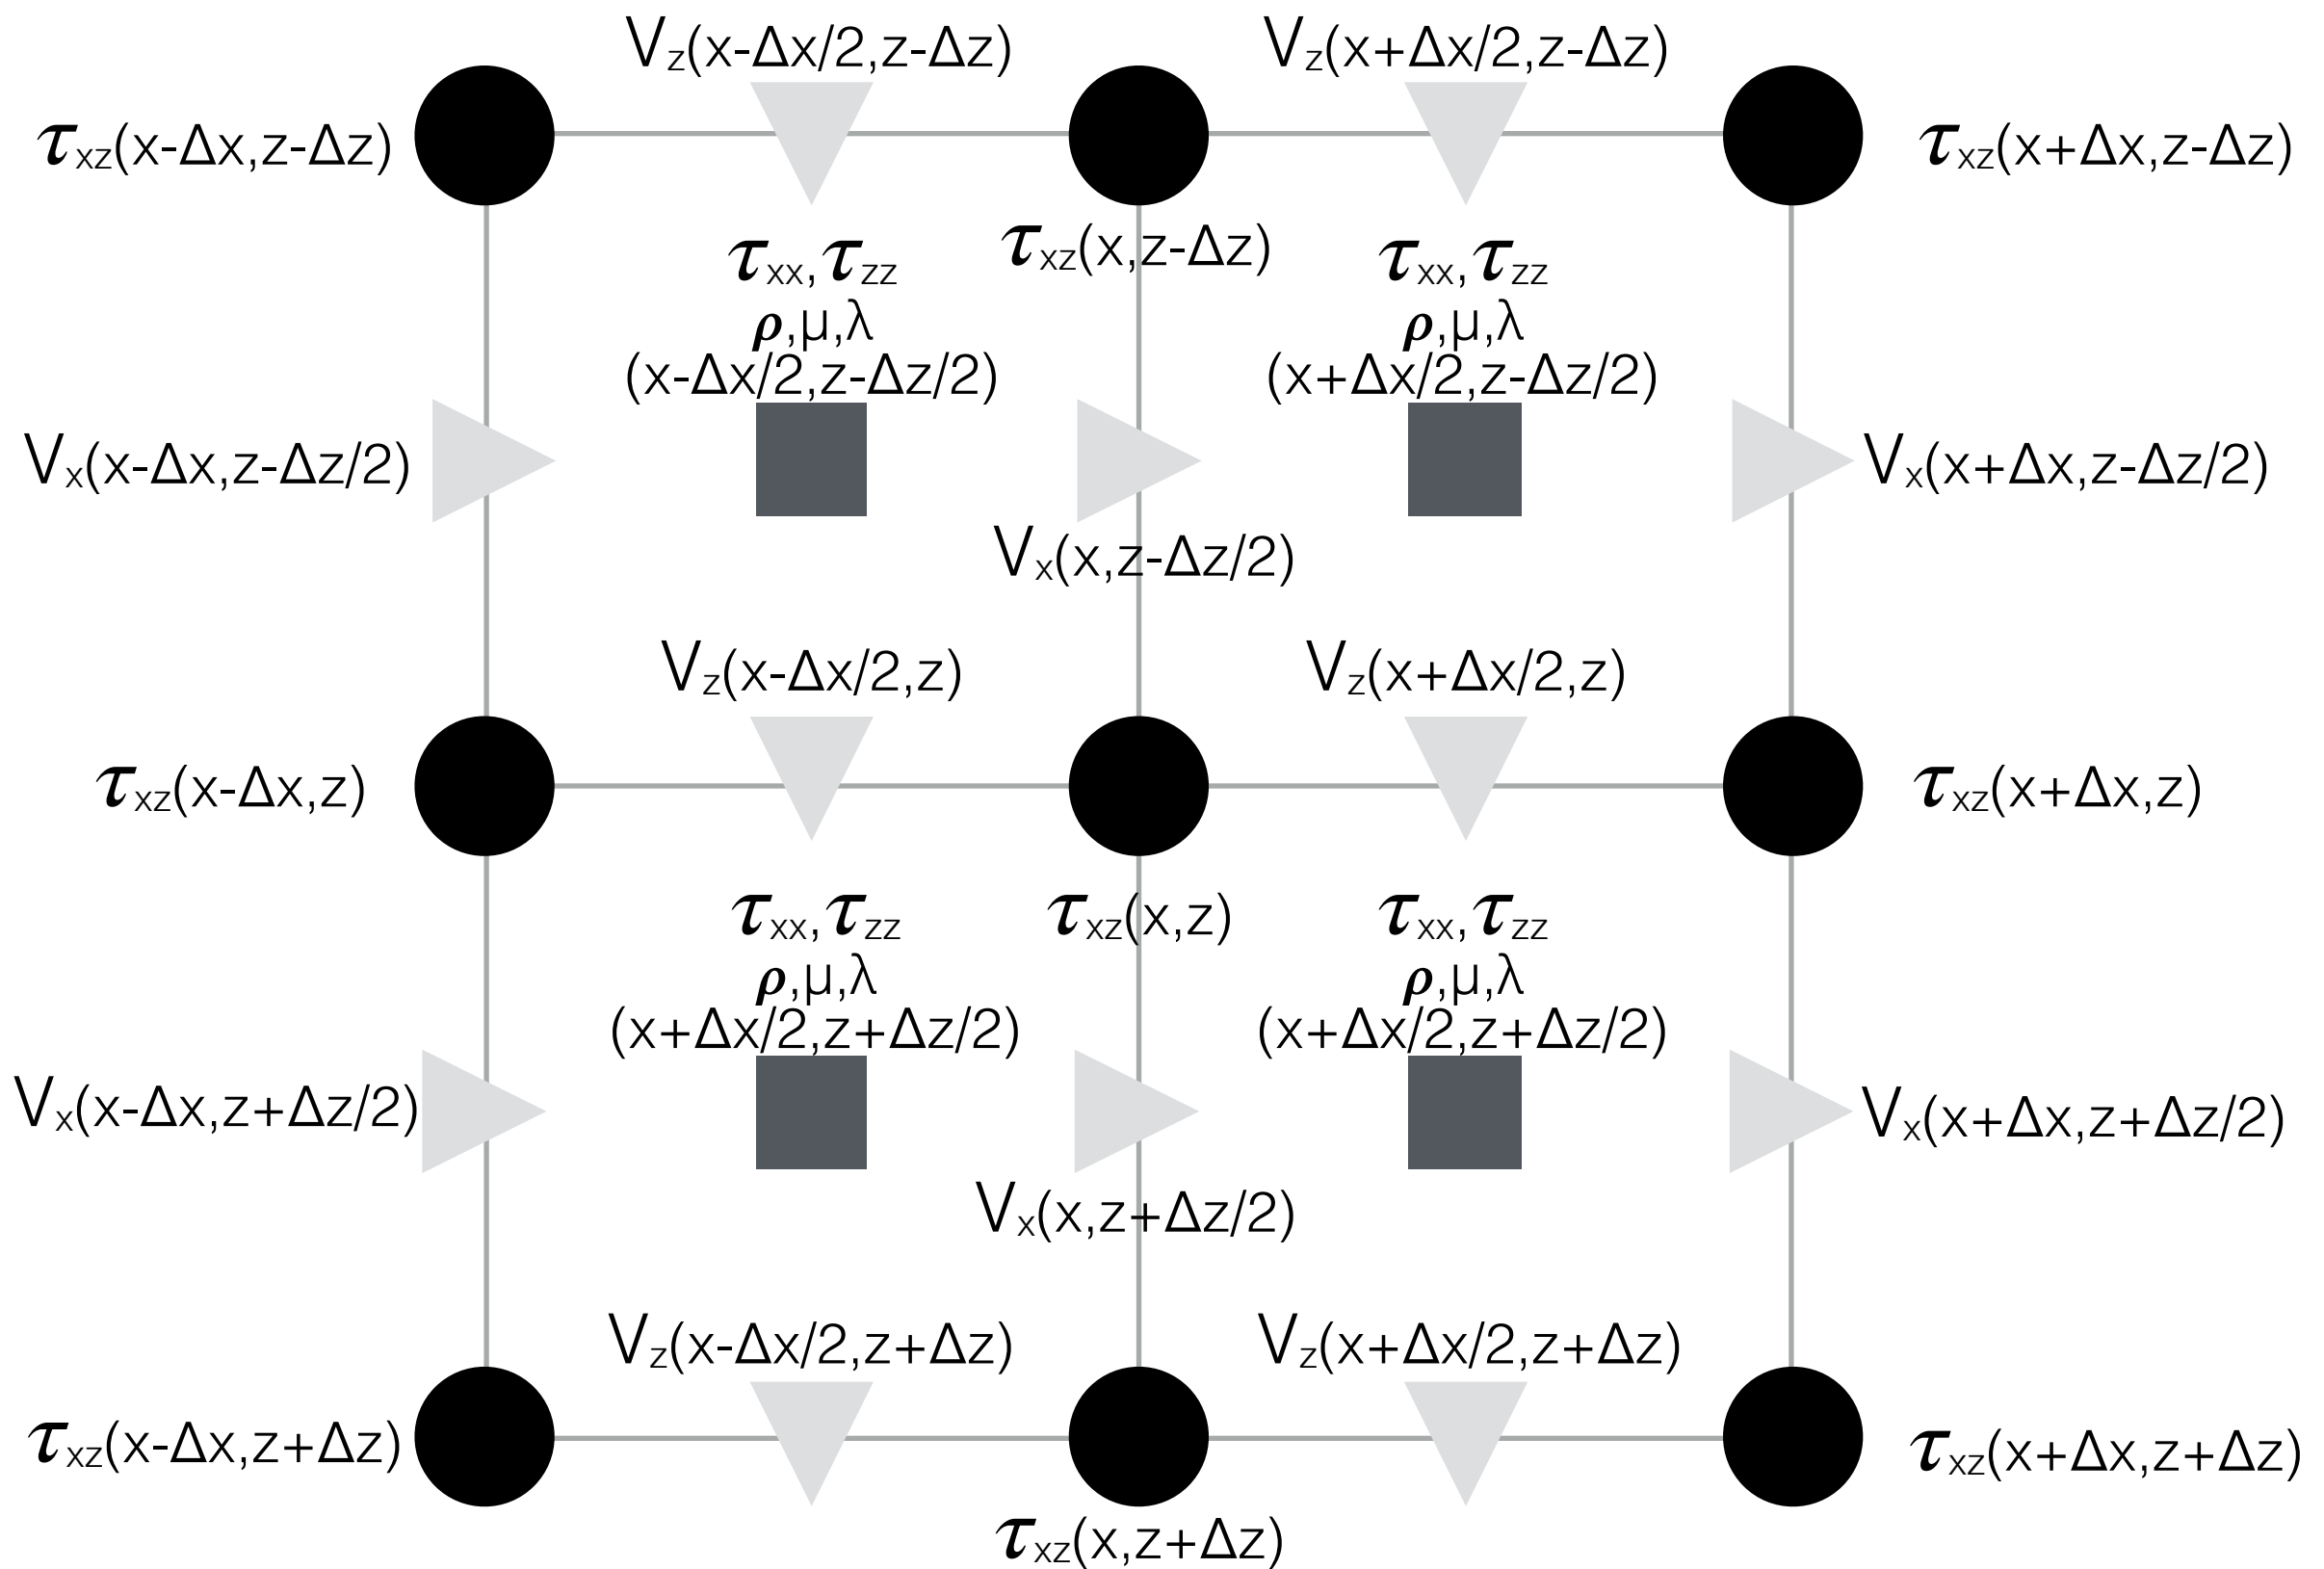 Vz(x-Δx/2,z-Δz)
Vz(x+Δx/2,z-Δz)
τxz(x-Δx,z-Δz)
τxz(x+Δx,z-Δz)
τxz(x,z-Δz)
τxx,τzz
ρ,μ,λ
(x-Δx/2,z-Δz/2)
τxx,τzz
ρ,μ,λ
(x+Δx/2,z-Δz/2)
Vx(x-Δx,z-Δz/2)
Vx(x,z-Δz/2)
Vx(x+Δx,z-Δz/2)
Vz(x-Δx/2,z)
Vz(x+Δx/2,z)
τxz(x-Δx,z)
τxz(x+Δx,z)
τxz(x,z)
τxx,τzz
ρ,μ,λ
(x+Δx/2,z+Δz/2)
τxx,τzz
ρ,μ,λ
(x+Δx/2,z+Δz/2)
Vx(x-Δx,z+Δz/2)
Vx(x,z+Δz/2)
Vx(x+Δx,z+Δz/2)
Vz(x-Δx/2,z+Δz)
Vz(x+Δx/2,z+Δz)
τxz(x-Δx,z+Δz)
τxz(x+Δx,z+Δz)
τxz(x,z+Δz)